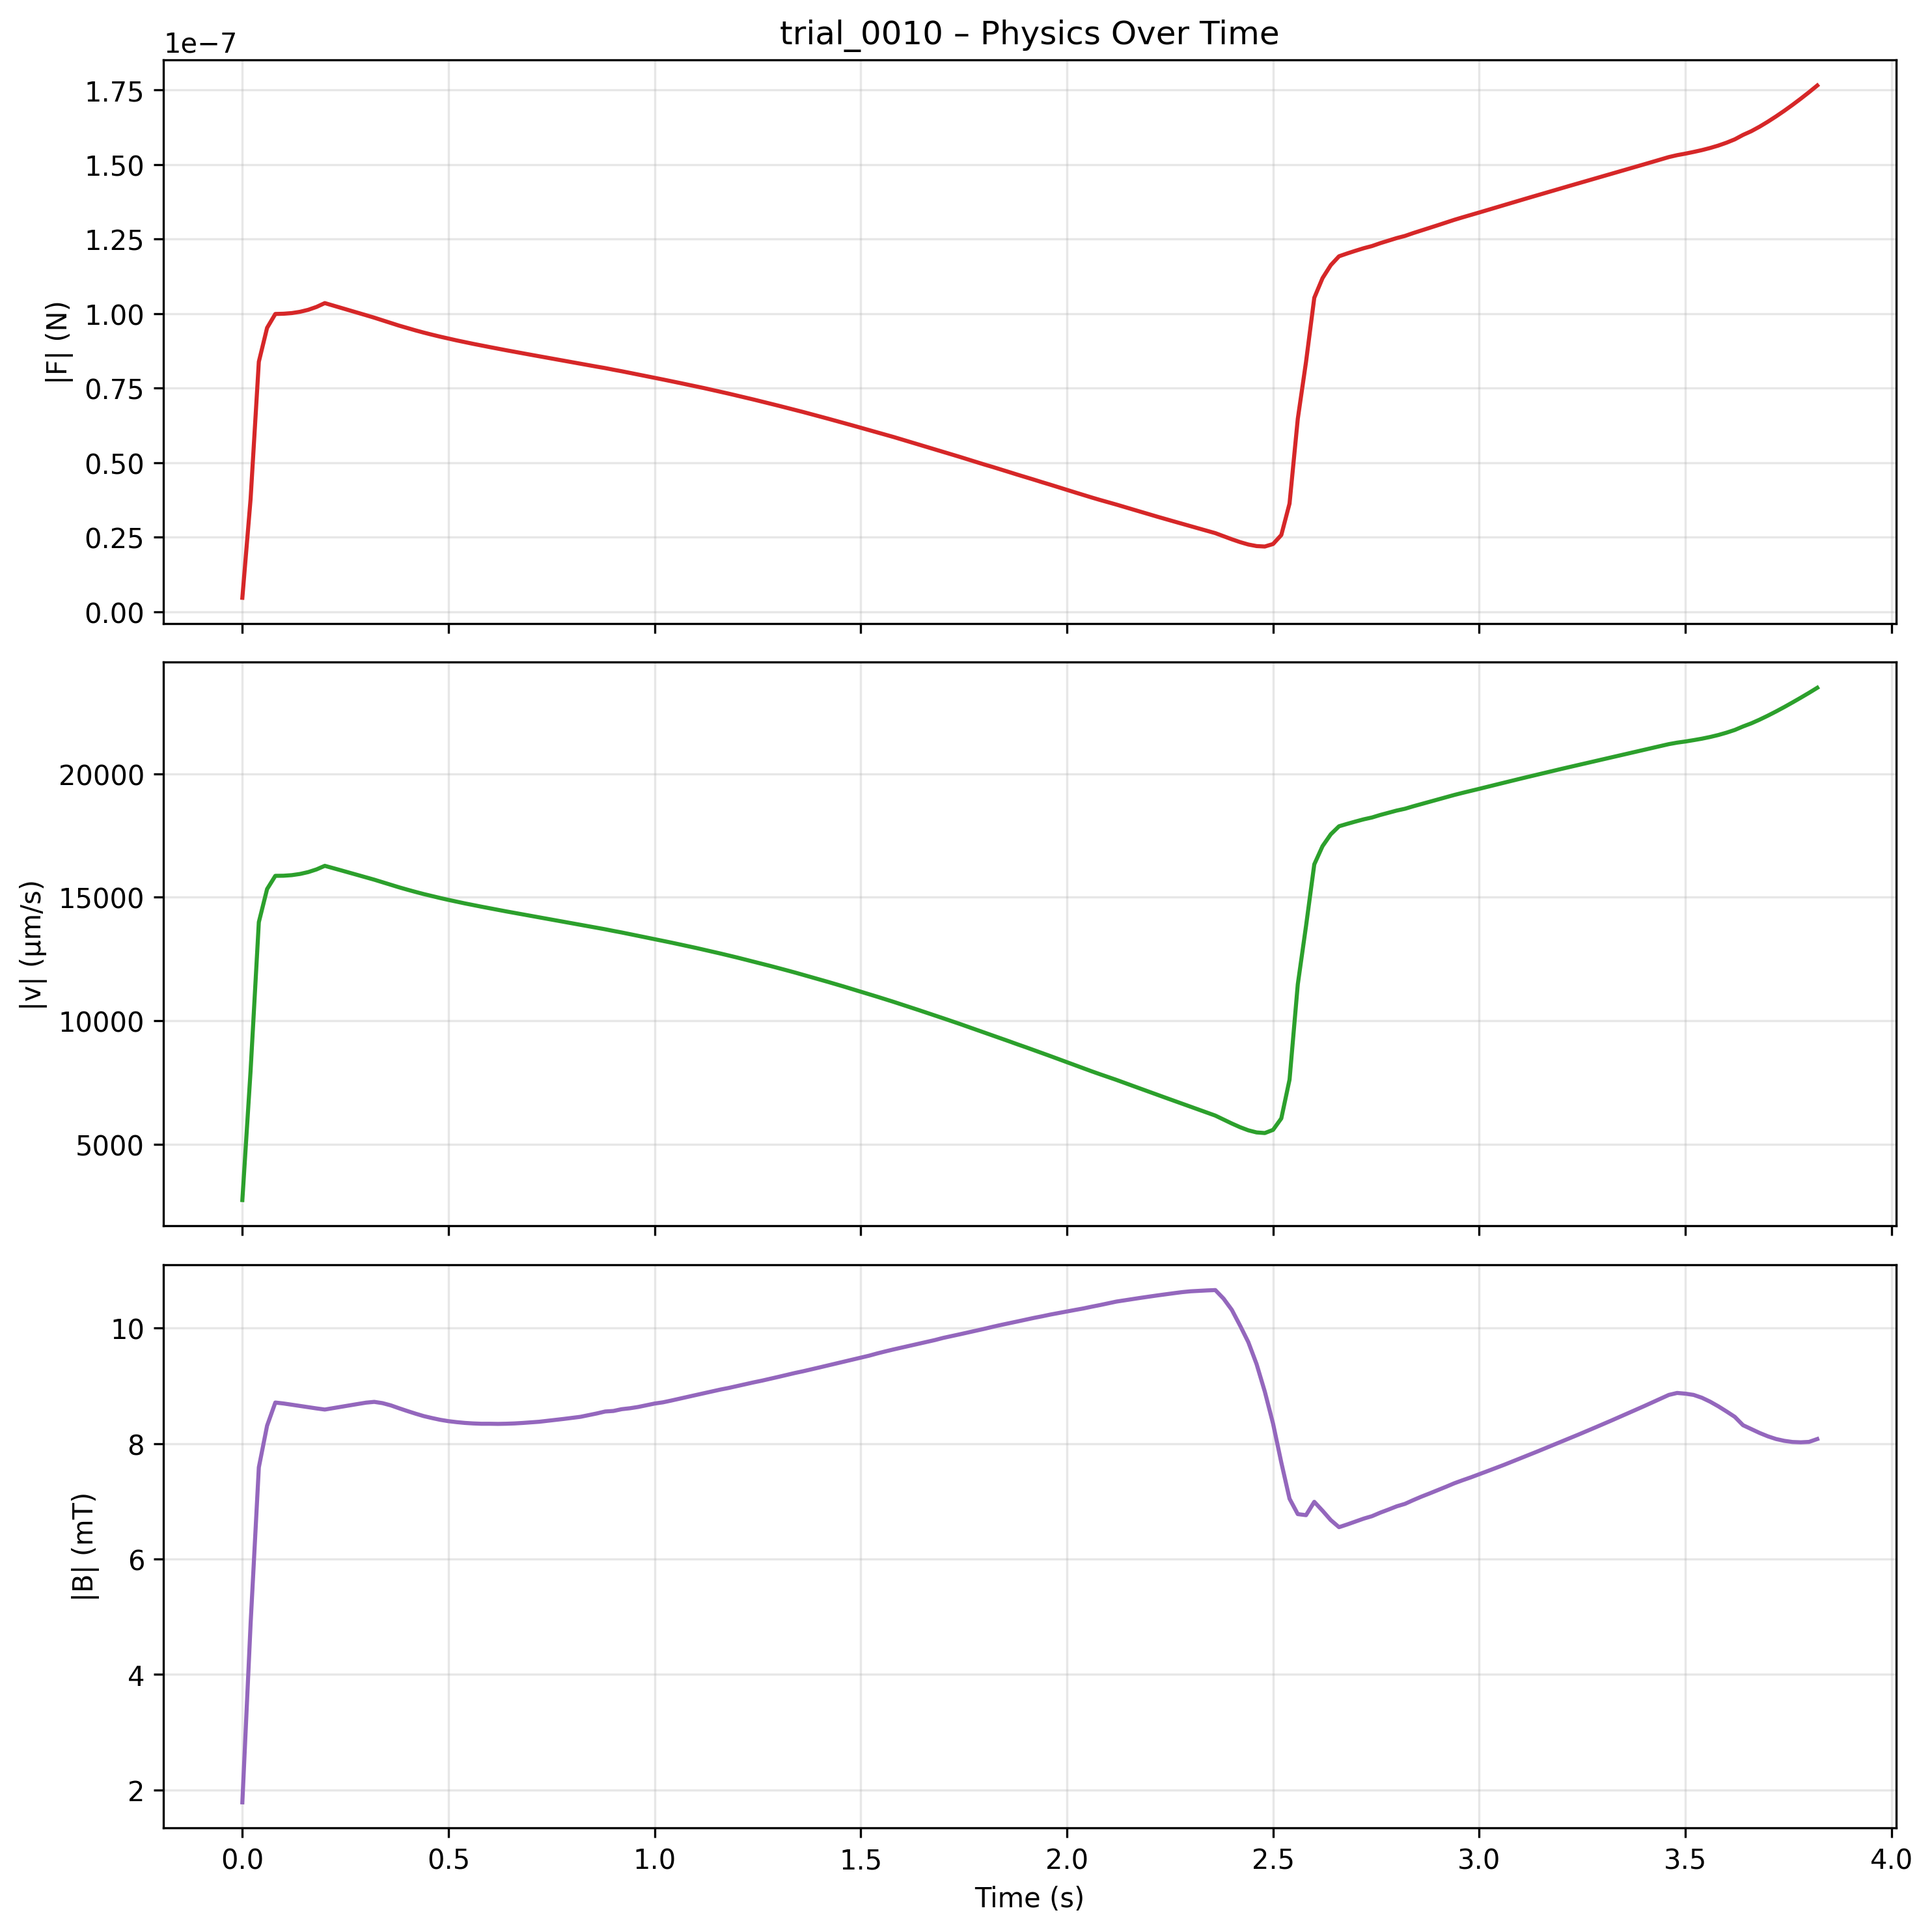 trial_0010 – Physics Over Time
1e−7
1.75
1.50
1.25
1.00
0.75
0.50
0.25
0.00
|F| (N)
20000
15000
10000
5000
|v| (µm/s)
10
8
6
4
2
|B| (mT)
0.0 0.5 1.0 1.5 2.0 2.5 3.0 3.5 4.0
Time (s)